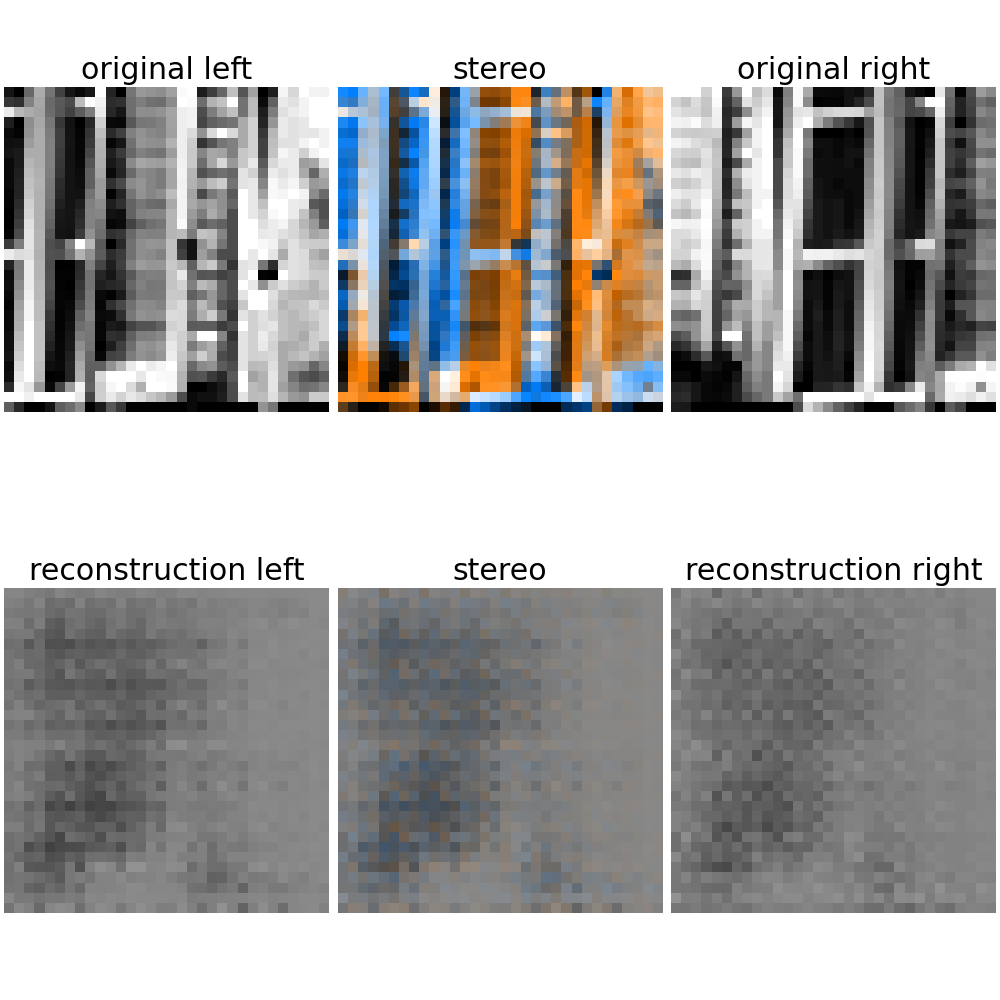 original left
stereo
original right
reconstruction left
stereo
reconstruction right